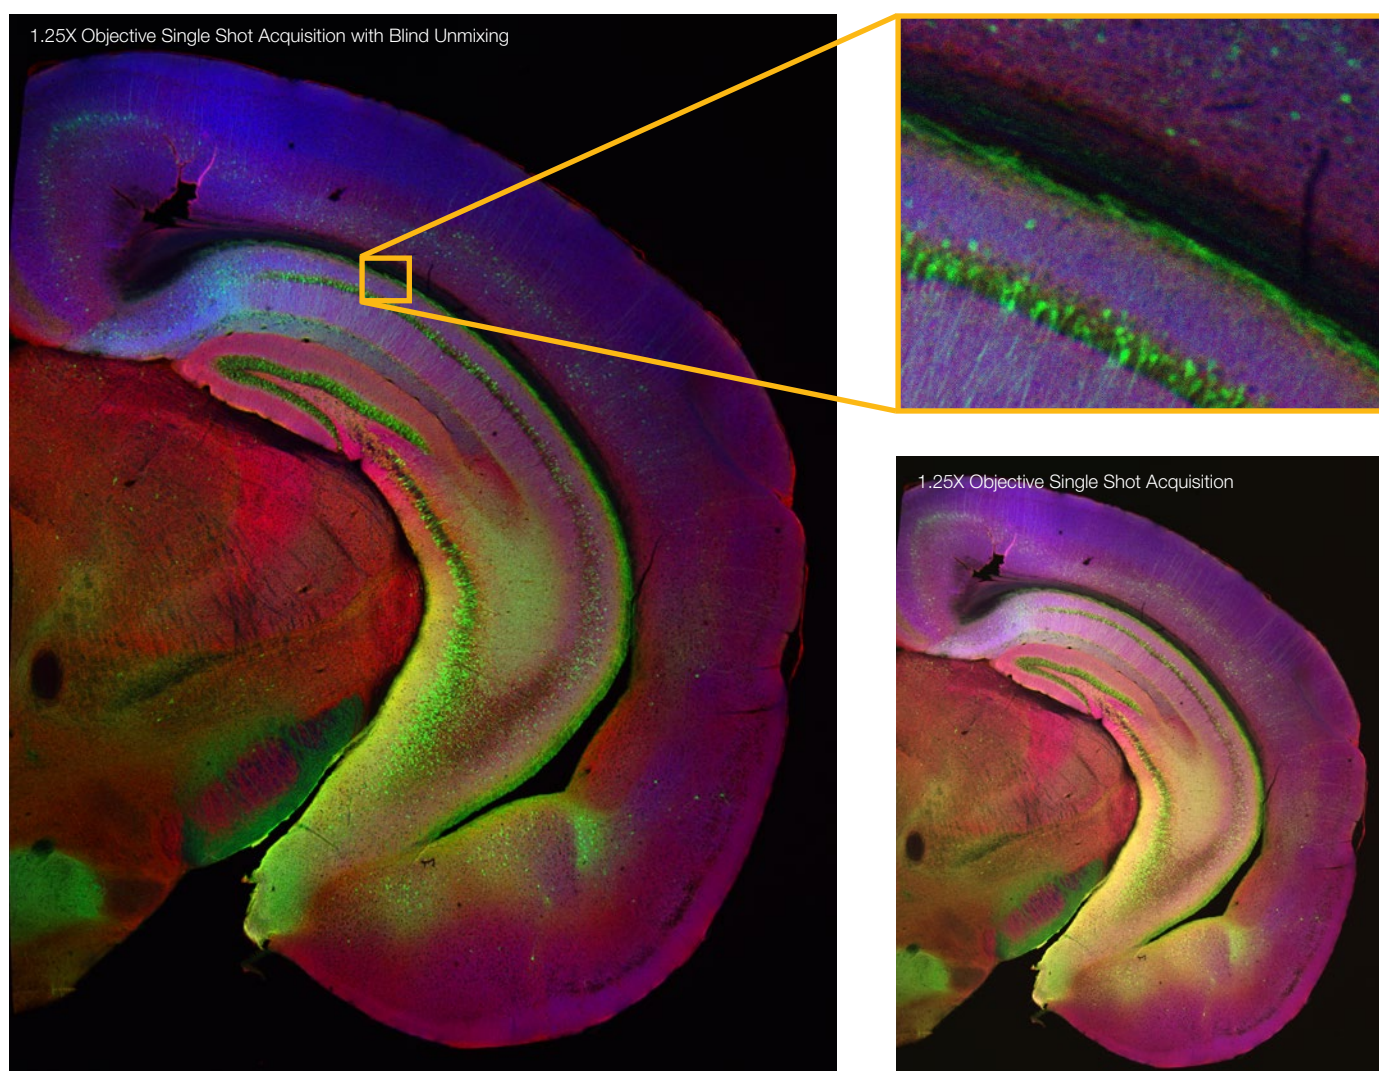 1.25X Objective Single Shot Acquisition with Blind Unmixing
1.25X Objective Single Shot Acquisition